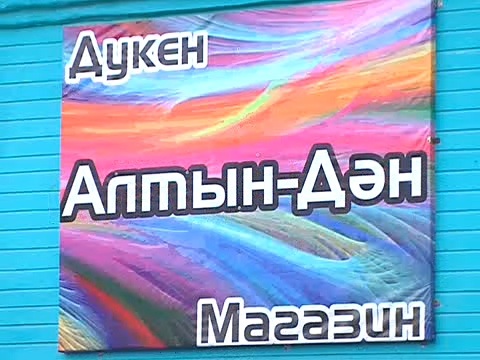 Дукен
Алтын-Дән
Магазин